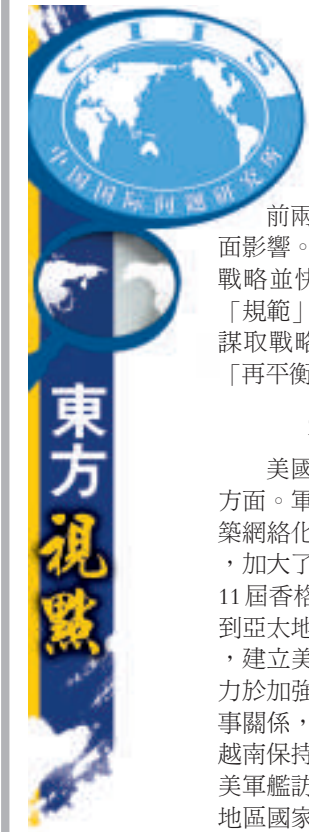 CIIS
中国国际问题研究所
東方
視點
前兩
面影響。
戰略並快
「規範」
謀取戰略
「再平衡
美國
方面。軍
築網絡化
，加大了
11屆香格
到亞太地
，建立美
力於加強
事關係，
越南保持
美軍艦訪
地區國家